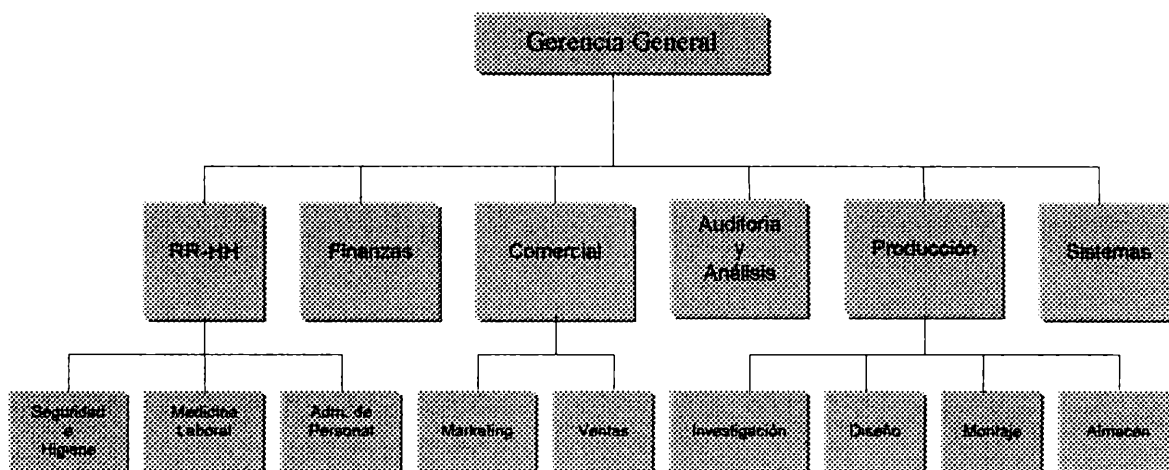 Gerencia General
RR-HH
Finanzas
Comercial
Auditoria
y
Análisis
Producción
Sistemas
Seguridad
e
Higiene
Medicina
Laboral
Adm. de
Personal
Marketing
Ventas
Investigación
Diseño
Montaje
Almacén